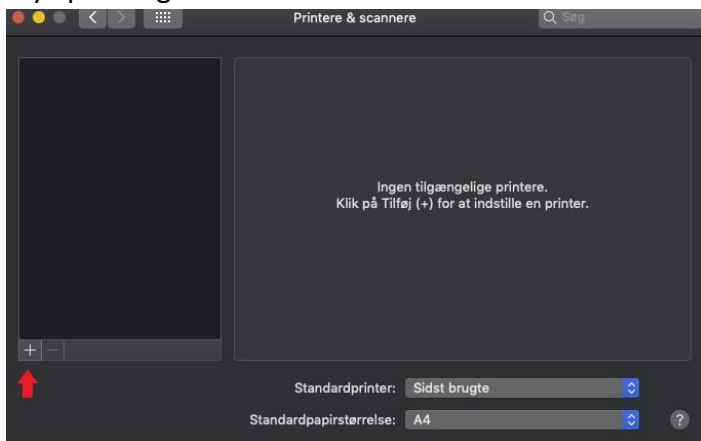 Printere & scannere
Søg
Ingen tilgængelige printere.
Klik på Tilføj (+) for at indstille en printer.
+ −
Standardprinter: Sidst brugte
Standardpapirstørrelse: A4
?